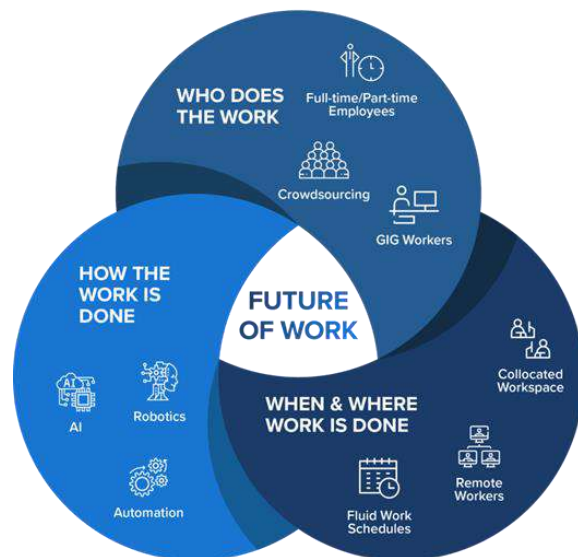 WHO DOES
THE WORK
Full-time/Part-time
Employees
Crowdsourcing
GIG Workers
HOW THE
WORK IS
DONE
AI
AI
Robotics
Automation
FUTURE
OF WORK
WHEN & WHERE
WORK IS DONE
Collocated
Workspace
Remote
Workers
Fluid Work
Schedules